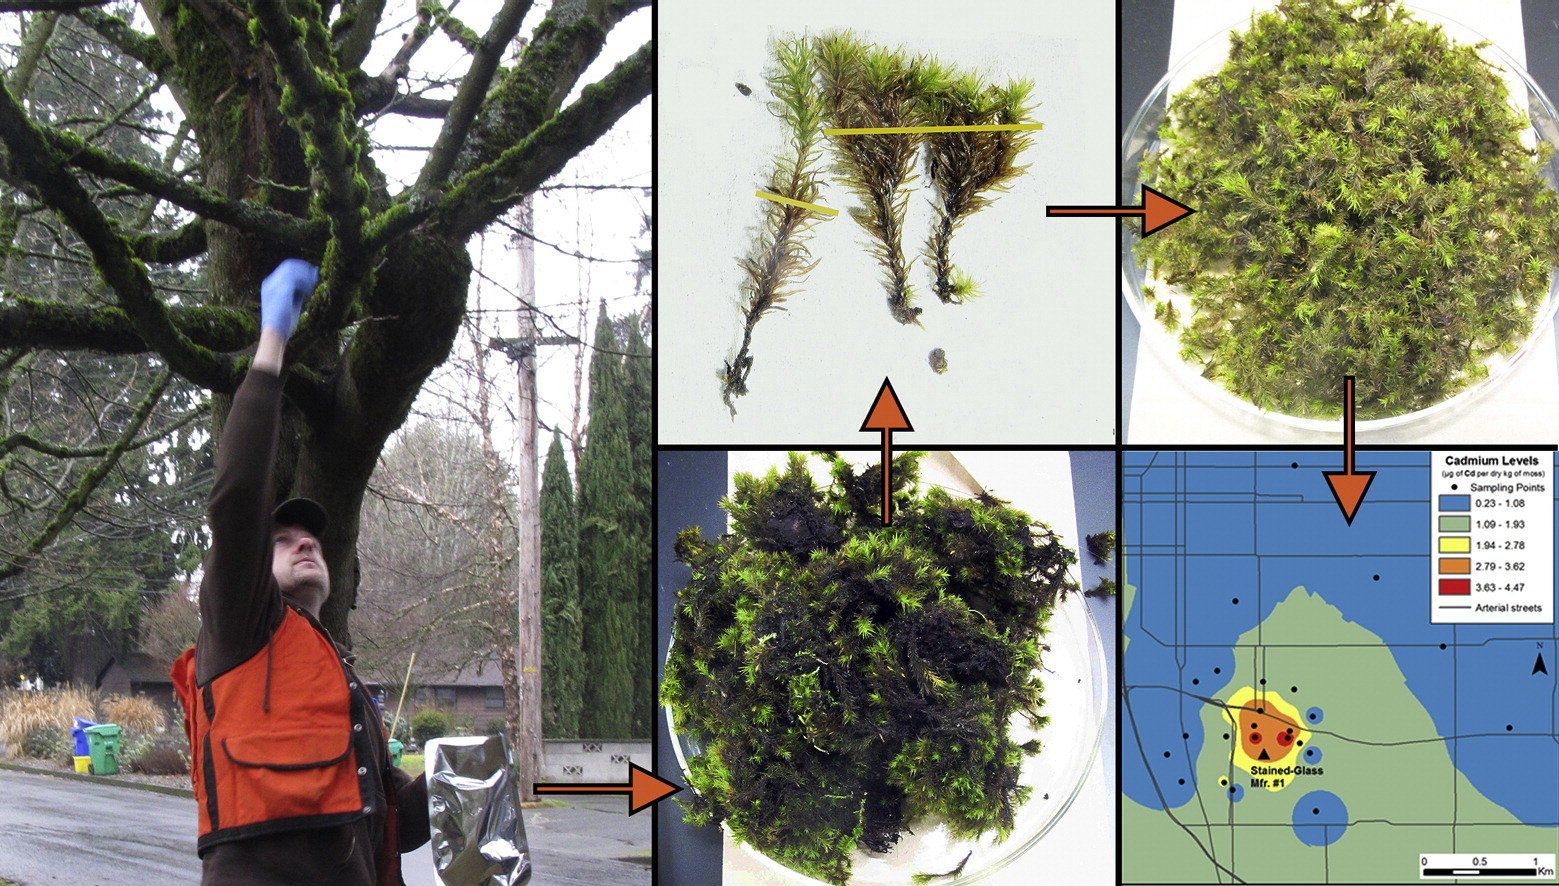 Cadmium Levels
(µg of Cd per dry kg of moss)
Sampling Points
0.23 - 1.08
1.09 - 1.93
1.94 - 2.78
2.79 - 3.62
3.63 - 4.47
Arterial streets
N
Stained-Glass
Mfr. #1
0 0.5 1
Km